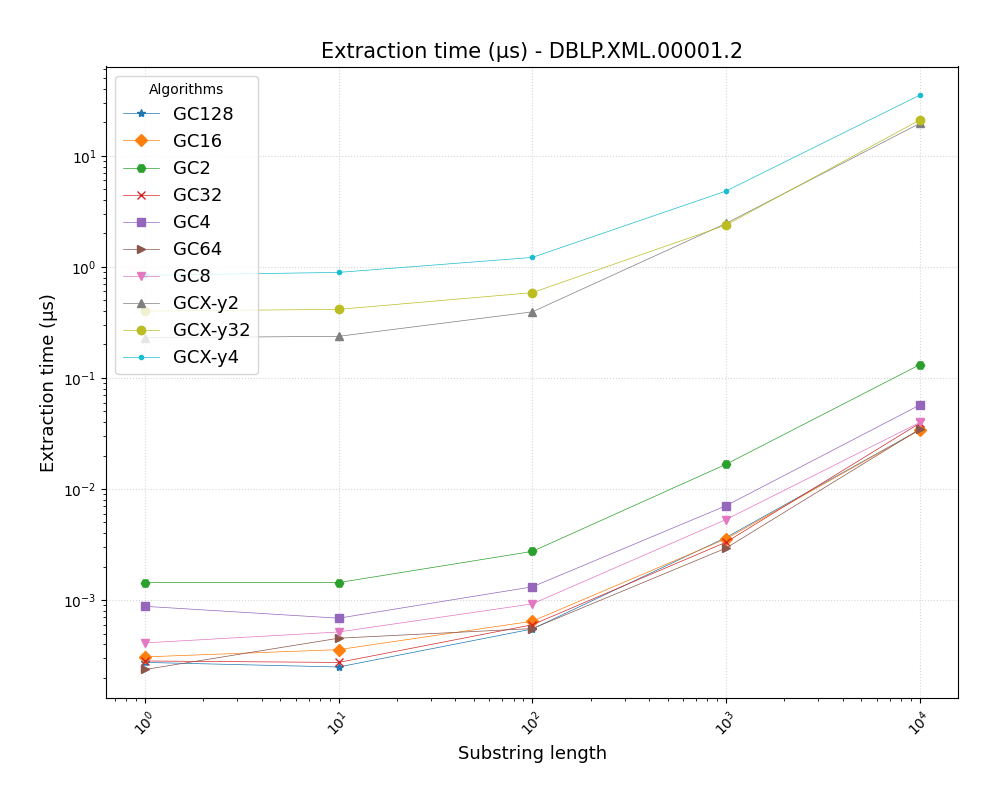 Extraction time (µs) - DBLP.XML.00001.2
Algorithms
GC128
GC16
GC2
GC32
GC4
GC64
GC8
GCX-y2
GCX-y32
GCX-y4
Extraction time (µs)
10¹
10⁰
10⁻¹
10⁻²
10⁻³
10⁰
10¹
10²
10³
10⁴
Substring length